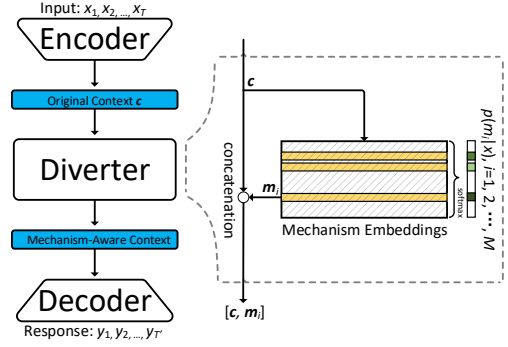 Input: x1, x2, ..., xT
Encoder
Original Context c
Diverter
Mechanism-Aware Context
Decoder
Response: y1, y2, ..., yT'
c
concatenation
mi
Mechanism Embeddings
softmax
p(mi|x), i=1, 2, ..., M
[c, mi]